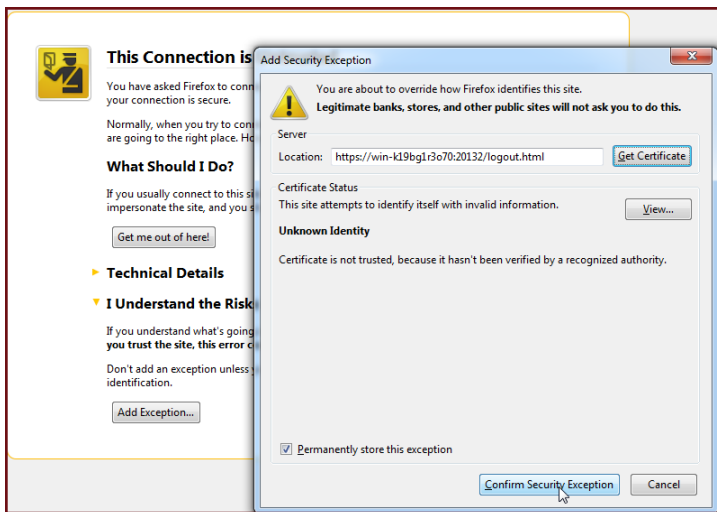 This Connection is
You have asked Firefox to conn
your connection is secure.
Normally, when you try to conn
are going to the right place. Ho
What Should I Do?
If you usually connect to this si
impersonate the site, and you s
Get me out of here!
Technical Details
I Understand the Risk
If you understand what's going
you trust the site, this error c
Don't add an exception unless
identification.
Add Exception...
Add Security Exception
You are about to override how Firefox identifies this site.
Legitimate banks, stores, and other public sites will not ask you to do this.
Server
Location: https://win-k19bg1r3o70:20132/logout.html Get Certificate
Certificate Status
This site attempts to identify itself with invalid information. View...
Unknown Identity
Certificate is not trusted, because it hasn't been verified by a recognized authority.
Permanently store this exception
Confirm Security Exception Cancel